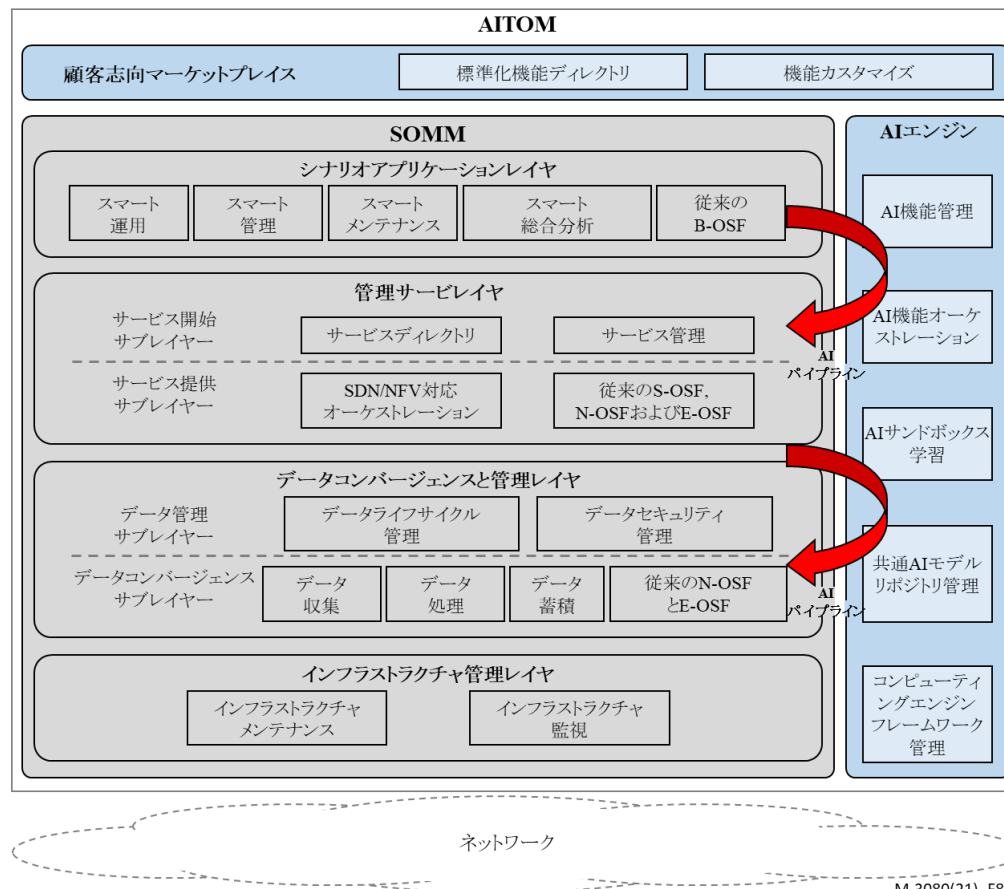 AITOM
顧客志向マーケットプレイス
標準化機能ディレクトリ
機能カスタマイズ
SOMM
シナリオアプリケーションレイヤ
スマート
運用
スマート
管理
スマート
メンテナンス
スマート
総合分析
従来の
B-OSF
管理サービレイヤ
サービス開始
サブレイヤー
サービスディレクトリ
サービス管理
サービス提供
サブレイヤー
SDN/NFV対応
オーケストレーション
従来のS-OSF,
N-OSFおよびE-OSF
AI
パイプライン
データコンバージェンスと管理レイヤ
データ管理
サブレイヤー
データライフサイクル
管理
データセキュリティ
管理
データコンバージェンス
サブレイヤー
データ
収集
データ
処理
データ
蓄積
従来のN-OSF
とE-OSF
AI
パイプライン
インフラストラクチャ管理レイヤ
インフラストラクチャ
メンテナンス
インフラストラクチャ
監視
AIエンジン
AI機能管理
AI機能オーケ
ストレーション
AIサンドボックス
学習
共通AIモデル
リポジトリ管理
コンピューティ
ングエンジン
フレームワーク
管理
ネットワーク